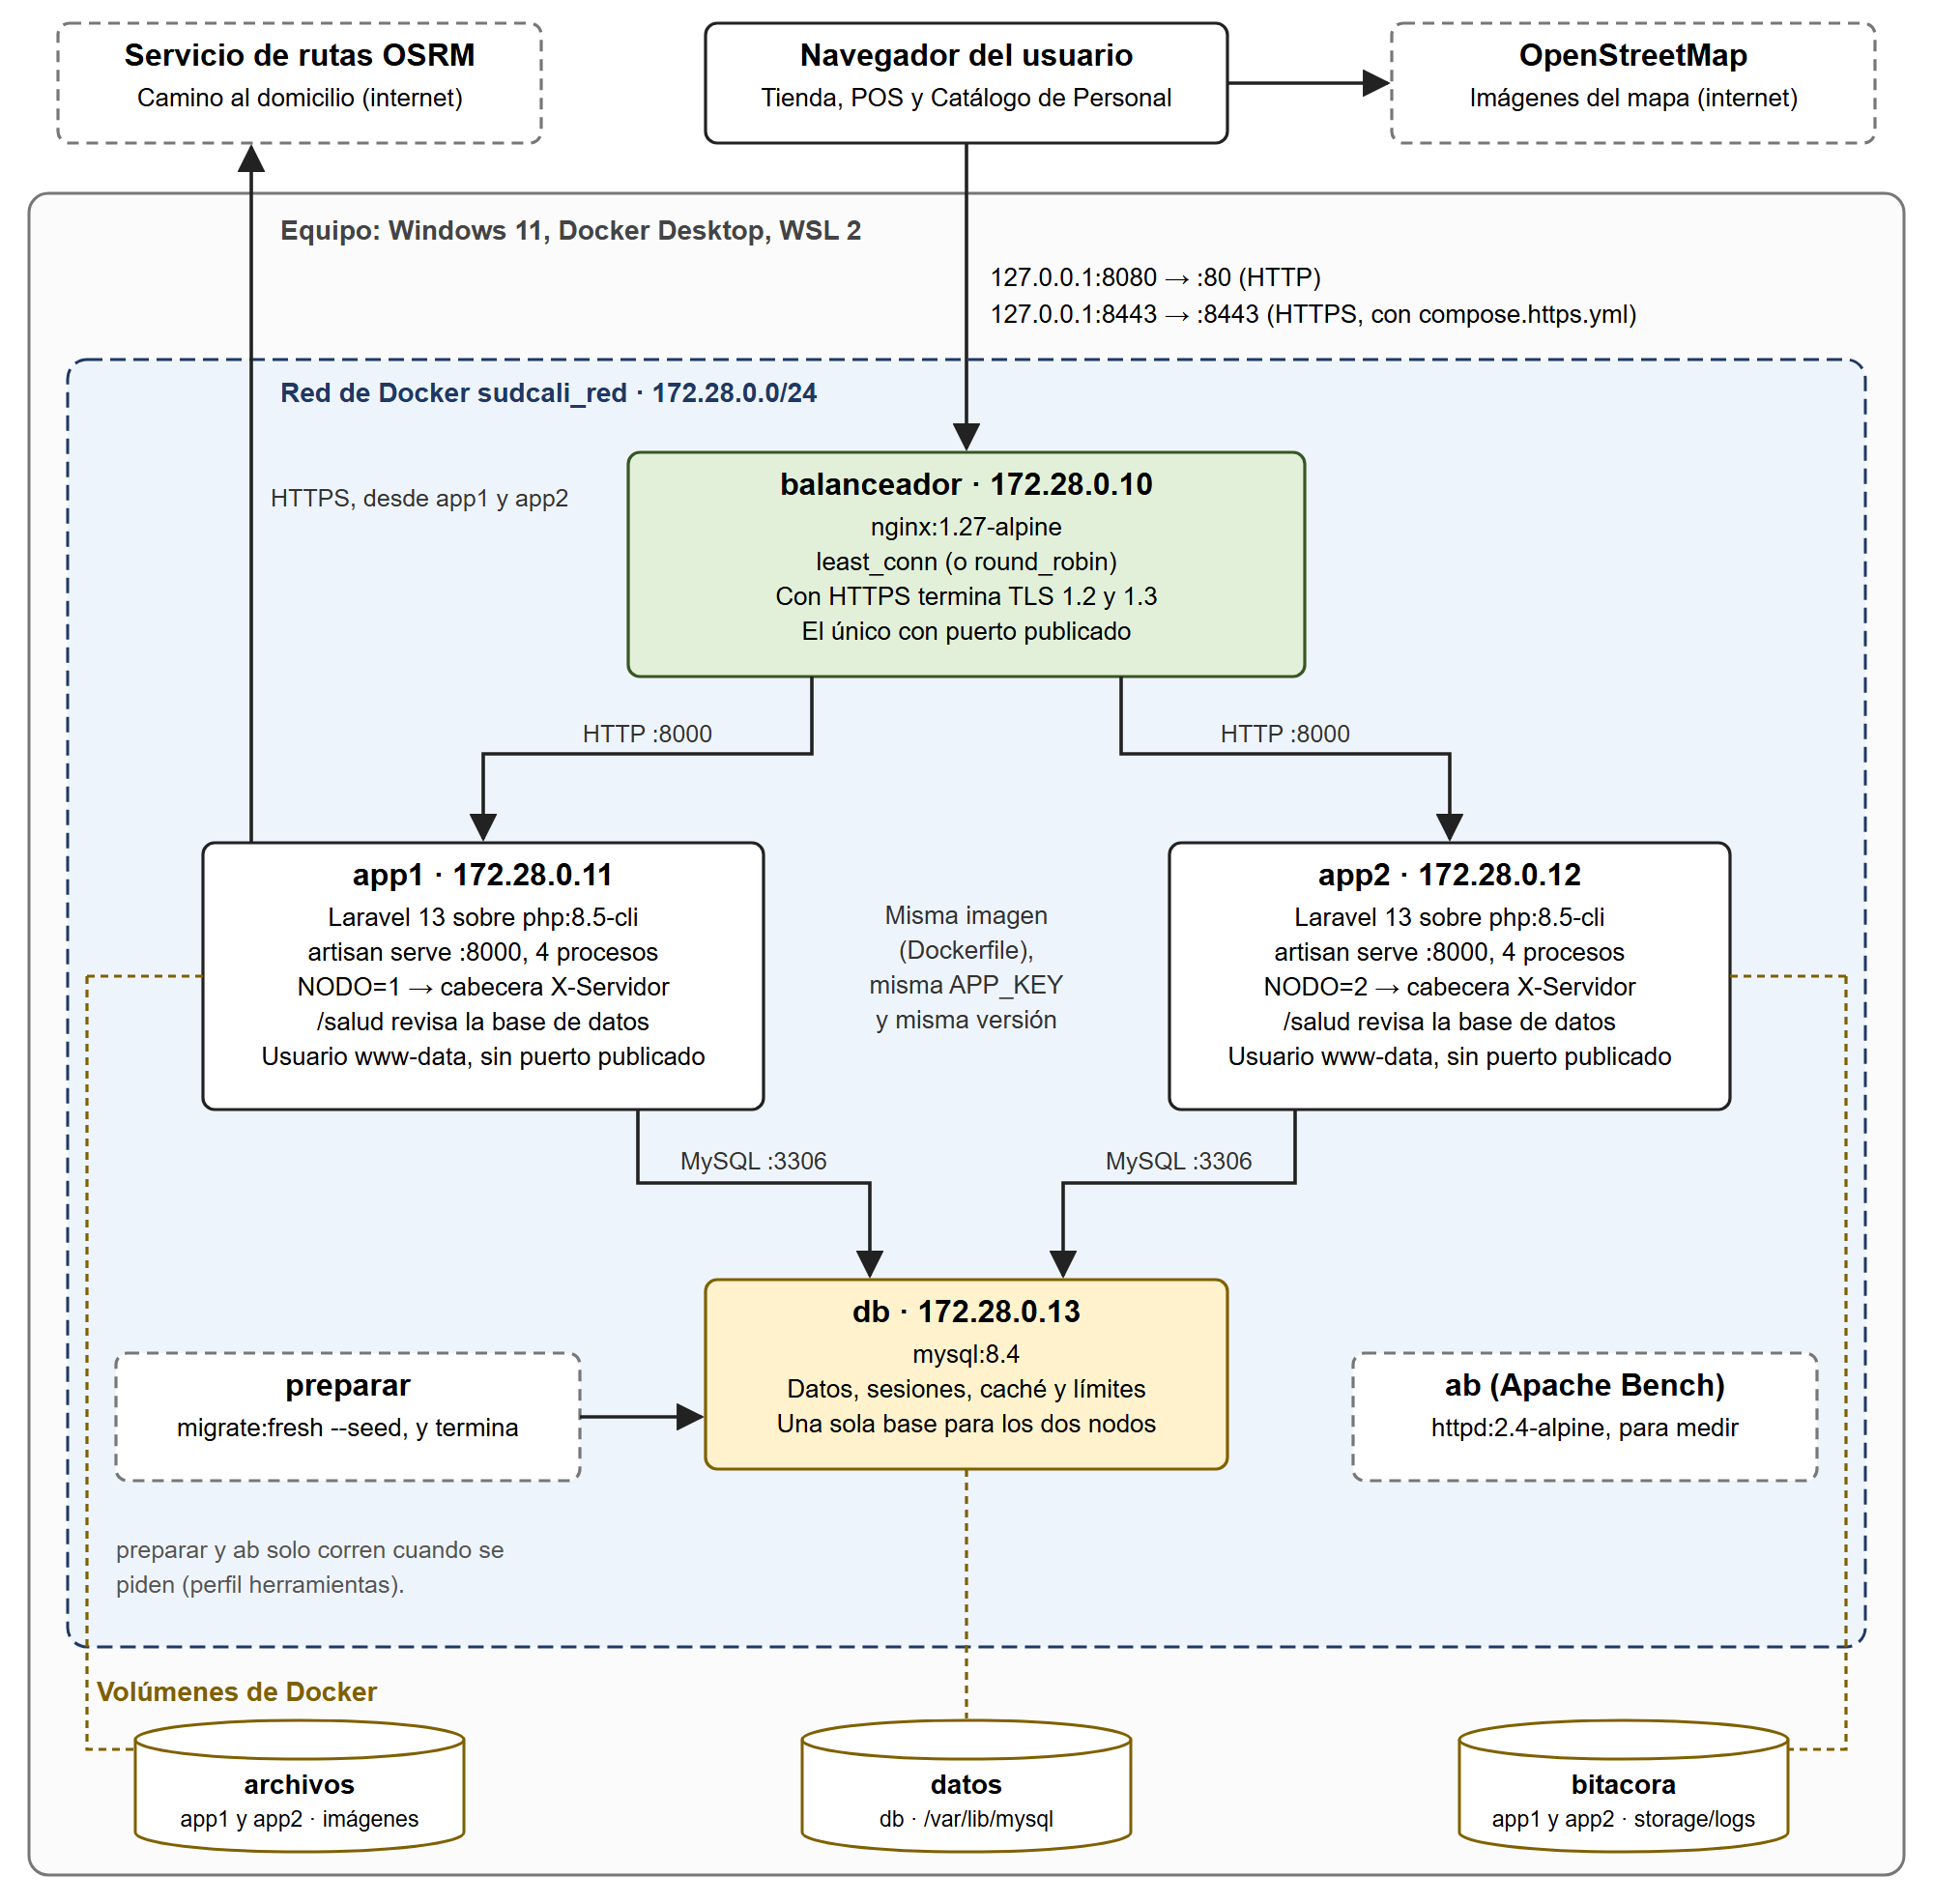 Servicio de rutas OSRM
Camino al domicilio (internet)
Navegador del usuario
Tienda, POS y Catálogo de Personal
OpenStreetMap
Imágenes del mapa (internet)
Equipo: Windows 11, Docker Desktop, WSL 2
127.0.0.1:8080 → :80 (HTTP)
127.0.0.1:8443 → :8443 (HTTPS, con compose.https.yml)
Red de Docker sudcali_red · 172.28.0.0/24
HTTPS, desde app1 y app2
balanceador · 172.28.0.10
nginx:1.27-alpine
least_conn (o round_robin)
Con HTTPS termina TLS 1.2 y 1.3
El único con puerto publicado
HTTP :8000
HTTP :8000
app1 · 172.28.0.11
Laravel 13 sobre php:8.5-cli
artisan serve :8000, 4 procesos
NODO=1 → cabecera X-Servidor
/salud revisa la base de datos
Usuario www-data, sin puerto publicado
Misma imagen
(Dockerfile),
misma APP_KEY
y misma versión
app2 · 172.28.0.12
Laravel 13 sobre php:8.5-cli
artisan serve :8000, 4 procesos
NODO=2 → cabecera X-Servidor
/salud revisa la base de datos
Usuario www-data, sin puerto publicado
MySQL :3306
MySQL :3306
db · 172.28.0.13
mysql:8.4
Datos, sesiones, caché y límites
Una sola base para los dos nodos
preparar
migrate:fresh --seed, y termina
ab (Apache Bench)
httpd:2.4-alpine, para medir
preparar y ab solo corren cuando se
piden (perfil herramientas).
Volúmenes de Docker
archivos
app1 y app2 · imágenes
datos
db · /var/lib/mysql
bitacora
app1 y app2 · storage/logs